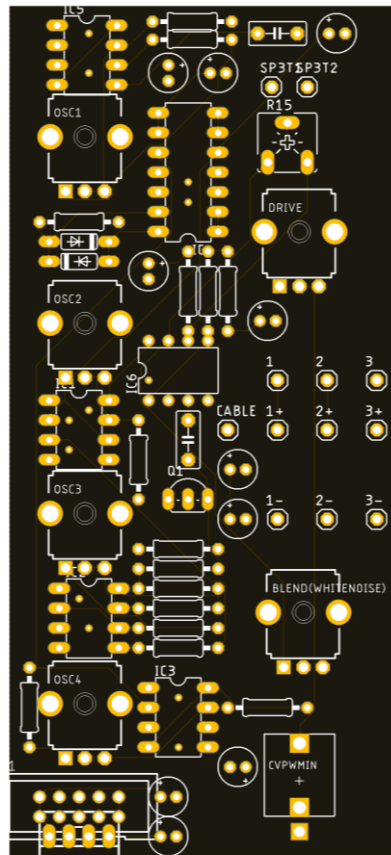 IC5
SP3T1 SP3T2
OSC1
R15
DRIVE
OSC2
IC6
1 2 3
IC1
CABLE 1+ 2+ 3+
Q1
OSC3
1- 2- 3-
BLEND(WHITENOISE)
IC3
OSC4
CVPWMIN
1